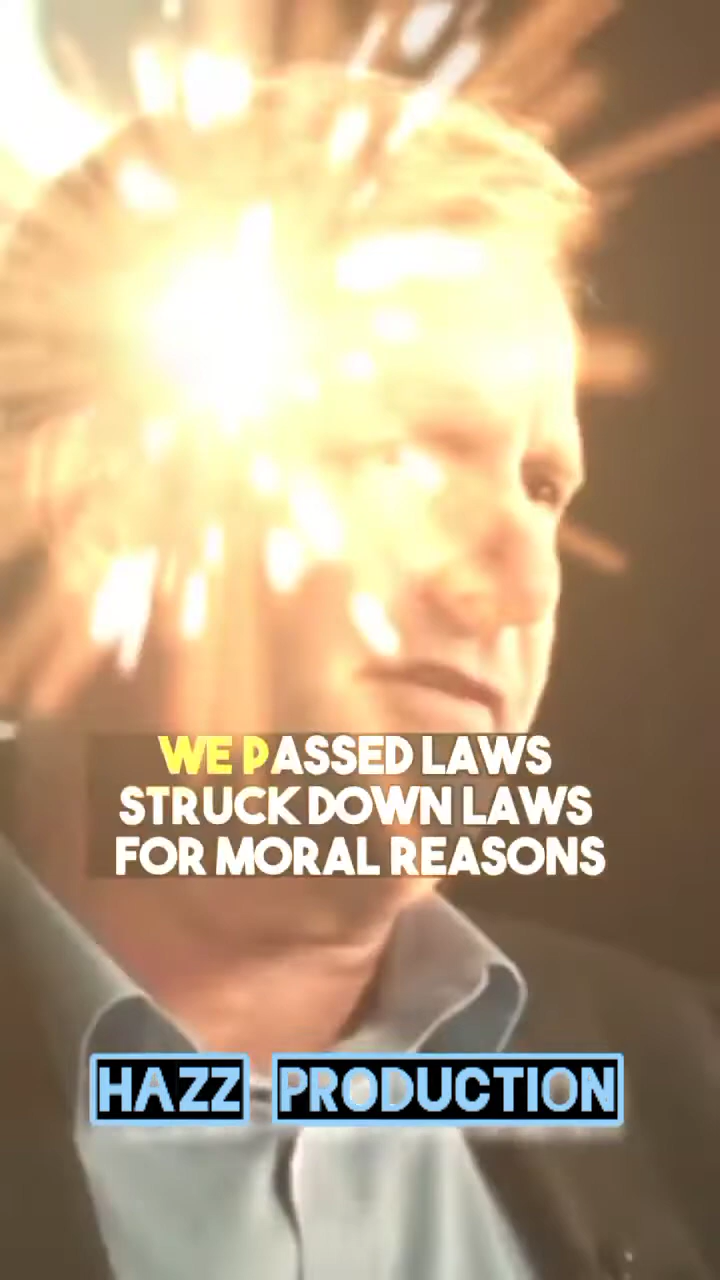 WE PASSED LAWS
STRUCK DOWN LAWS
FOR MORAL REASONS
HAZZ PRODUCTION